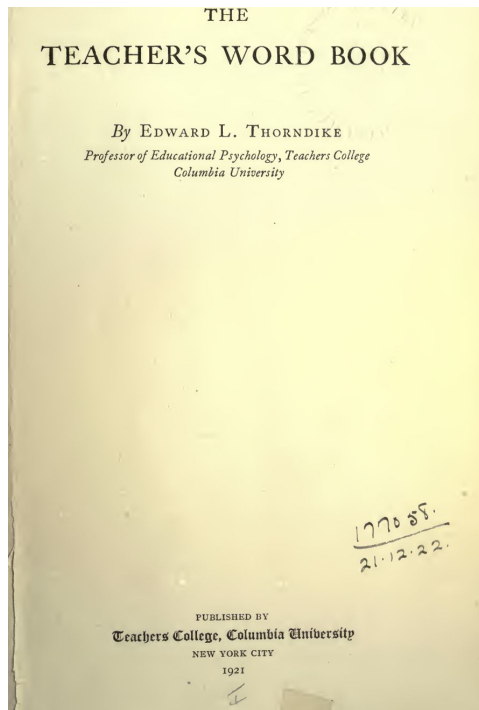 THE
TEACHER'S WORD BOOK
By EDWARD L. THORNDIKE
Professor of Educational Psychology, Teachers College
Columbia University
177058.
21.12.22.
PUBLISHED BY
Teachers College, Columbia University
NEW YORK CITY
1921